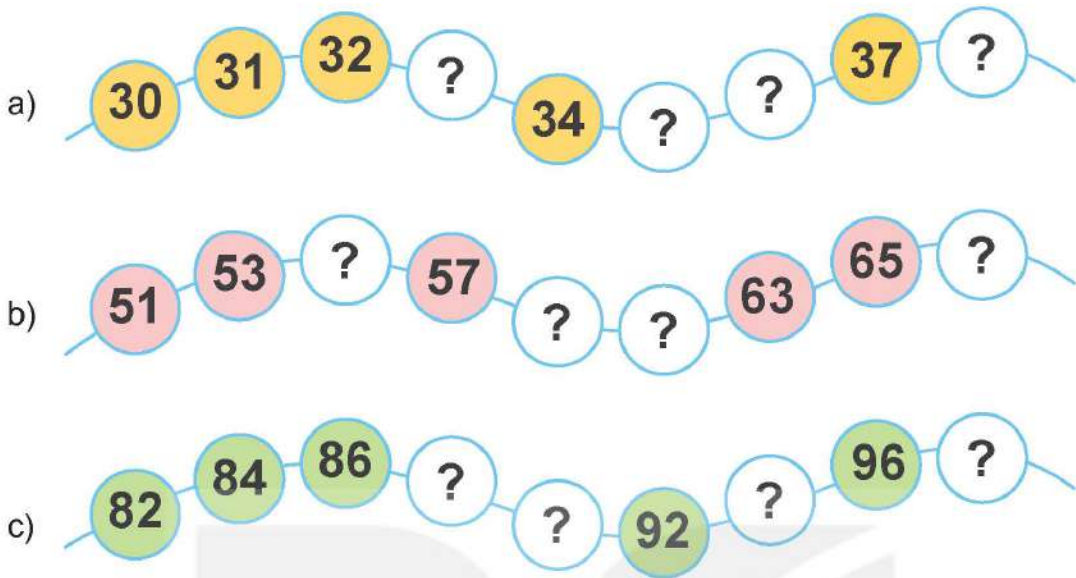 a) 30 31 32 ? 34 ? ? 37 ?
b) 51 53 ? 57 ? ? 63 65 ?
c) 82 84 86 ? ? 92 ? 96 ?